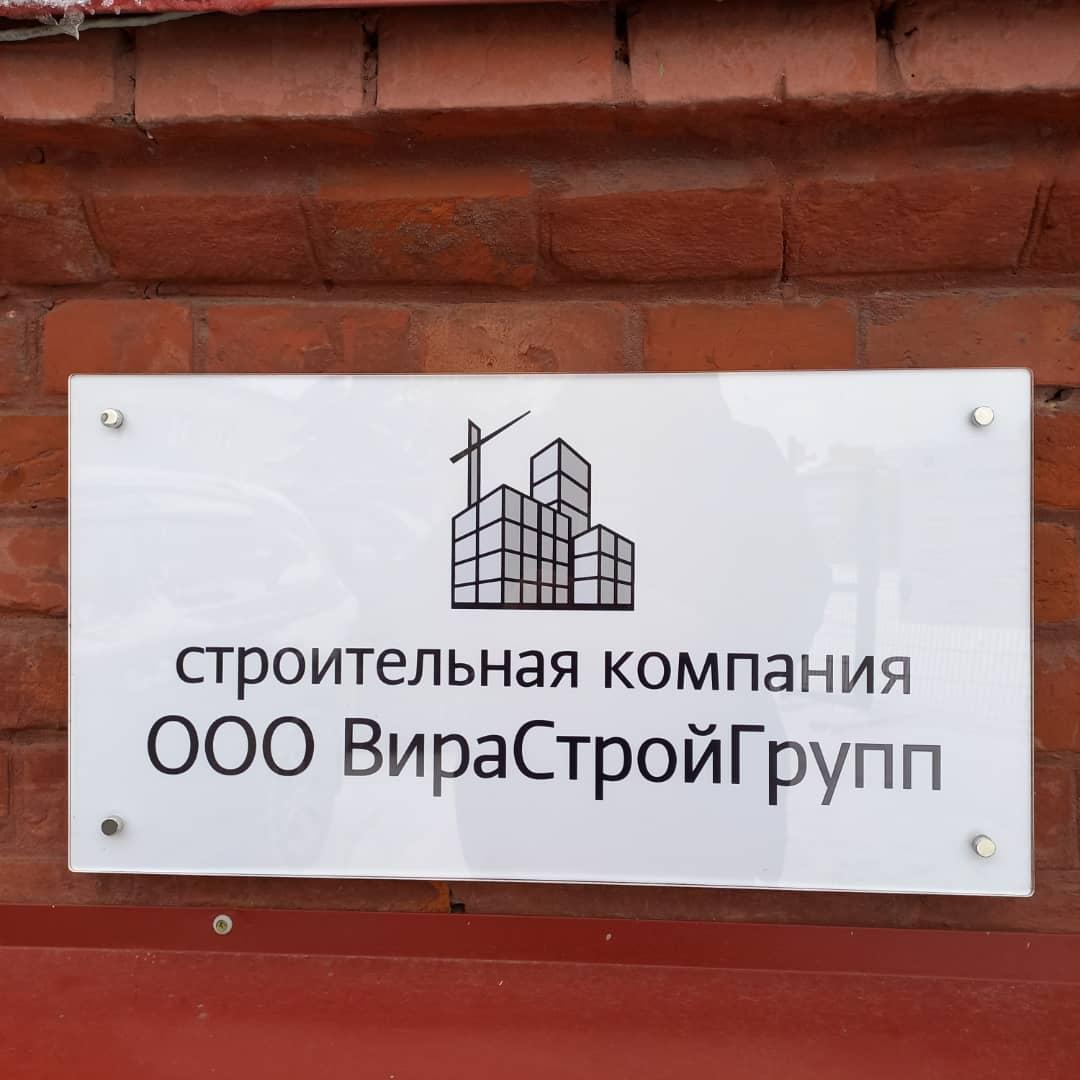 строительная компания
ООО ВираСтройГрупп